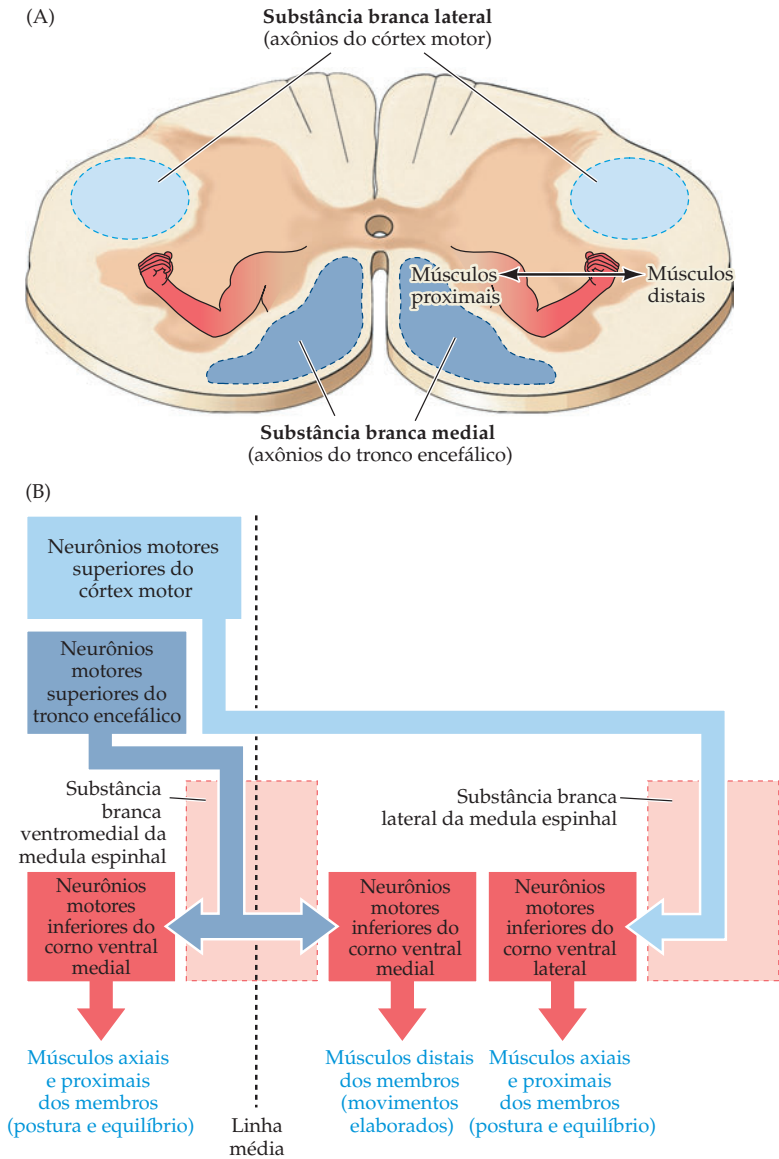 (A)
Substância branca lateral
(axônios do córtex motor)
Músculos
proximais
Músculos
distais
Substância branca medial
(axônios do tronco encefálico)
(B)
Neurônios motores
superiores do
córtex motor
Neurônios
motores
superiores do
tronco encefálico
Substância
branca
ventromedial da
medula espinhal
Substância branca
lateral da medula espinhal
Neurônios
motores
inferiores do
corno ventral
medial
Neurônios
motores
inferiores do
corno ventral
medial
Neurônios
motores
inferiores do
corno ventral
lateral
Músculos axiais
e proximais
dos membros
(postura e equilíbrio)
Linha
média
Músculos distais
dos membros
(movimentos
elaborados)
Músculos axiais
e proximais
dos membros
(postura e equilíbrio)